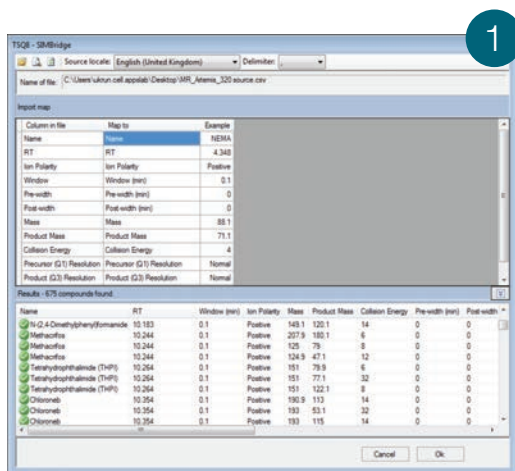 1
TSQ8 - SIMBridge
Source locale: English (United Kingdom) Delimiter: ,
Name of file: C:\Users\ukrun.cell.appslab\Desktop\MR_Artemis_320 source.csv
Import map
Column in file Map to Example
Name Name NEMA
RT RT 4.348
Ion Polarity Ion Polarity Positive
Window Window (min) 0.1
Pre-width Pre-width (min) 0
Post-width Post-width (min) 0
Mass Mass 88.1
Product Mass Product Mass 71.1
Collision Energy Collision Energy 4
Precursor (Q1) Resolution Precursor (Q1) Resolution Normal
Product (Q3) Resolution Product (Q3) Resolution Normal
Results - 675 compounds found.
Name RT Window (min) Ion Polarity Mass Product Mass Collision Energy Pre-width (min) Post-width
N-(2,4-Dimethylphenyl)formamide 10.183 0.1 Positive 149.1 120.1 14 0 0
Methacrifos 10.244 0.1 Positive 207.9 180.1 6 0 0
Methacrifos 10.244 0.1 Positive 125 79 8 0 0
Methacrifos 10.244 0.1 Positive 124.9 47.1 12 0 0
Tetrahydrophthalimide (THPI) 10.264 0.1 Positive 151 79.9 6 0 0
Tetrahydrophthalimide (THPI) 10.264 0.1 Positive 151 77.1 32 0 0
Tetrahydrophthalimide (THPI) 10.264 0.1 Positive 151 122.1 8 0 0
Chloroneb 10.354 0.1 Positive 190.9 113 14 0 0
Chloroneb 10.354 0.1 Positive 193 53.1 32 0 0
Chloroneb 10.354 0.1 Positive 193 115 14 0 0
Cancel Ok